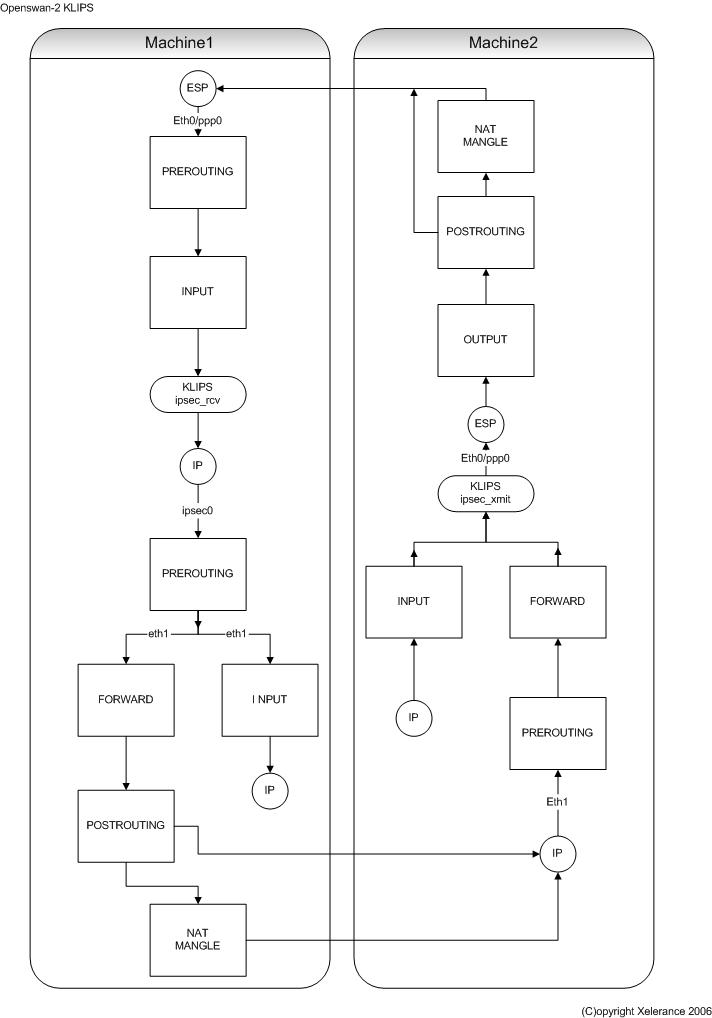 Openswan-2 KLIPS
Machine1
ESP
Eth0/ppp0
PREROUTING
INPUT
KLIPS
ipsec_rcv
IP
ipsec0
PREROUTING
eth1
eth1
FORWARD
I NPUT
IP
POSTROUTING
NAT
MANGLE
Machine2
NAT
MANGLE
POSTROUTING
OUTPUT
ESP
Eth0/ppp0
KLIPS
ipsec_xmit
INPUT
FORWARD
IP
PREROUTING
Eth1
IP
(C)opyright Xelerance 2006